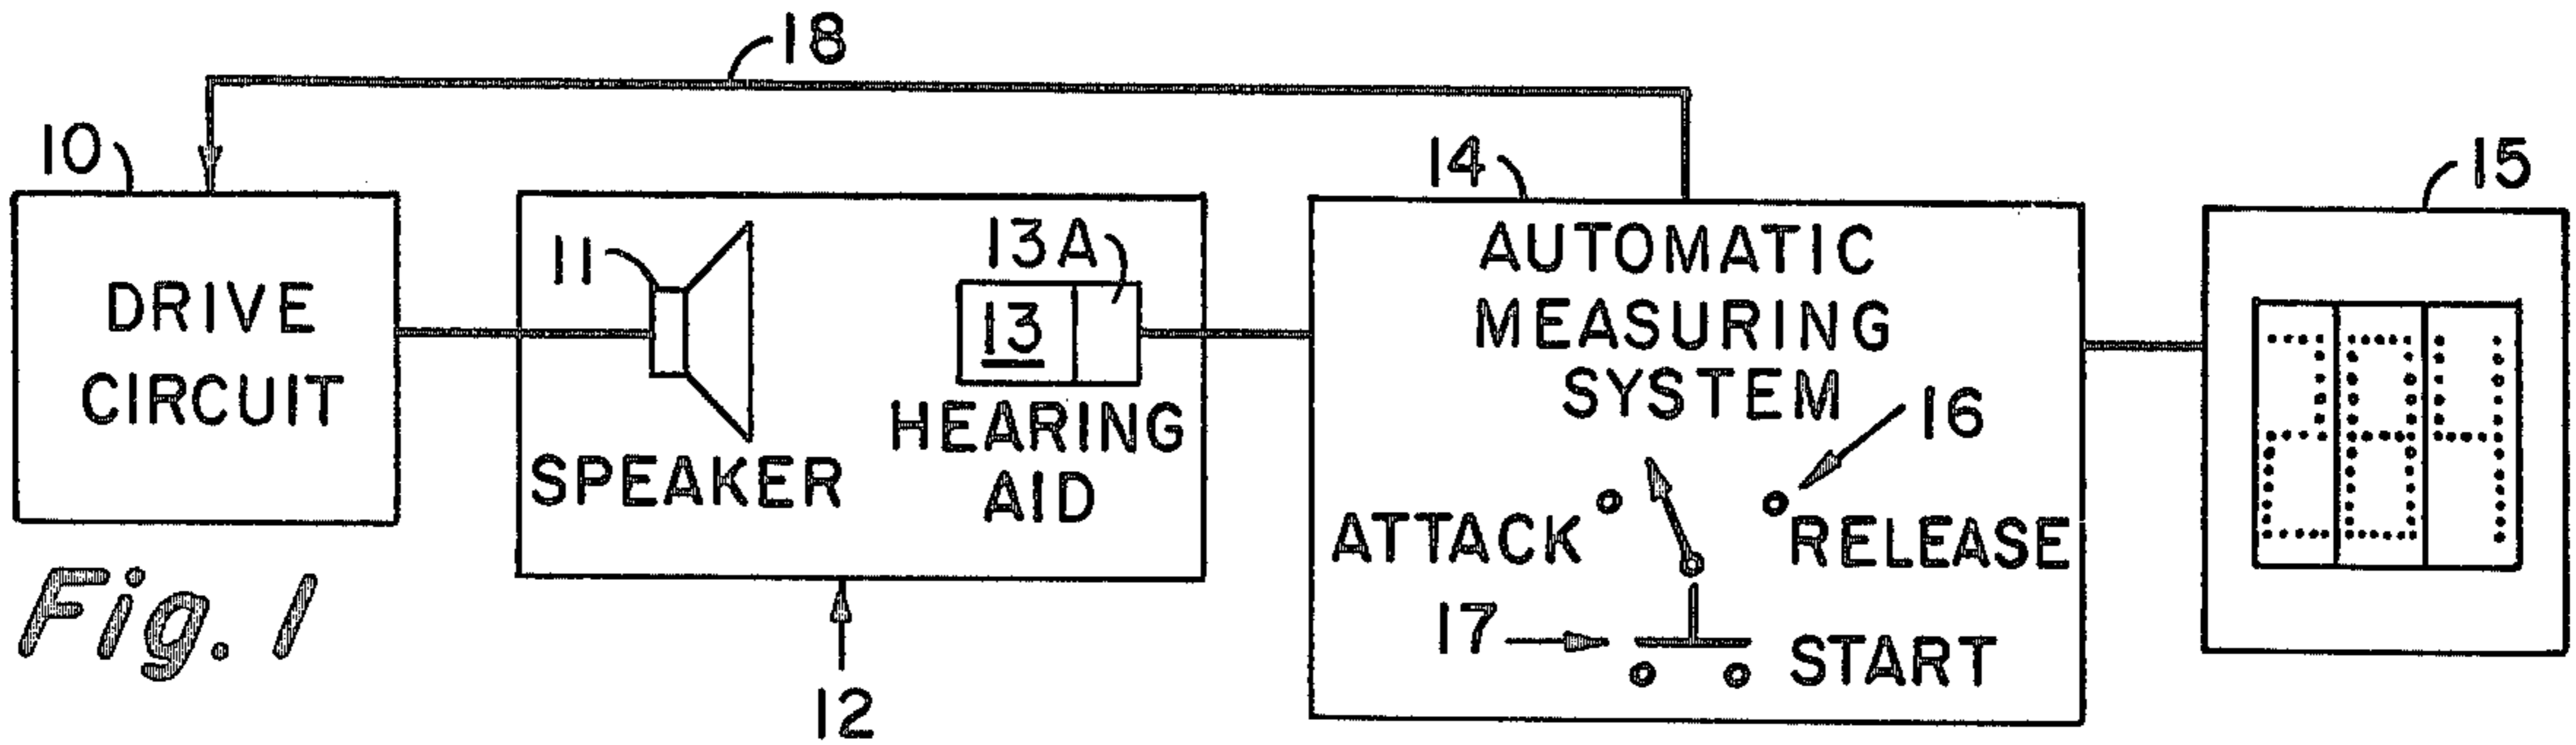 18
10
DRIVE
CIRCUIT
11
SPEAKER
13A
13
HEARING
AID
12
14
AUTOMATIC
MEASURING
SYSTEM
16
ATTACK
RELEASE
17
START
15
284
Fig. 1